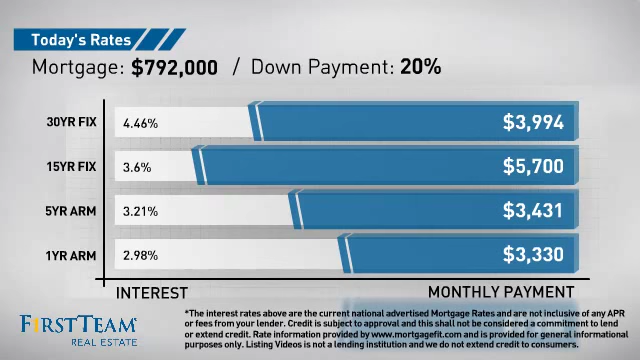 Today's Rates
Mortgage: $792,000 / Down Payment: 20%
30YR FIX 4.46% $3,994
15YR FIX 3.6% $5,700
5YR ARM 3.21% $3,431
1YR ARM 2.98% $3,330
INTEREST MONTHLY PAYMENT
FIRSTTEAM®
REAL ESTATE
*The interest rates above are the current national advertised Mortgage Rates and are not inclusive of any APR
or fees from your lender. Credit is subject to approval and this shall not be considered a commitment to lend
or extend credit. Rate information provided by www.mortgagefit.com and is provided for general informational
purposes only. Listing Videos is not a lending institution and we do not extend credit to consumers.